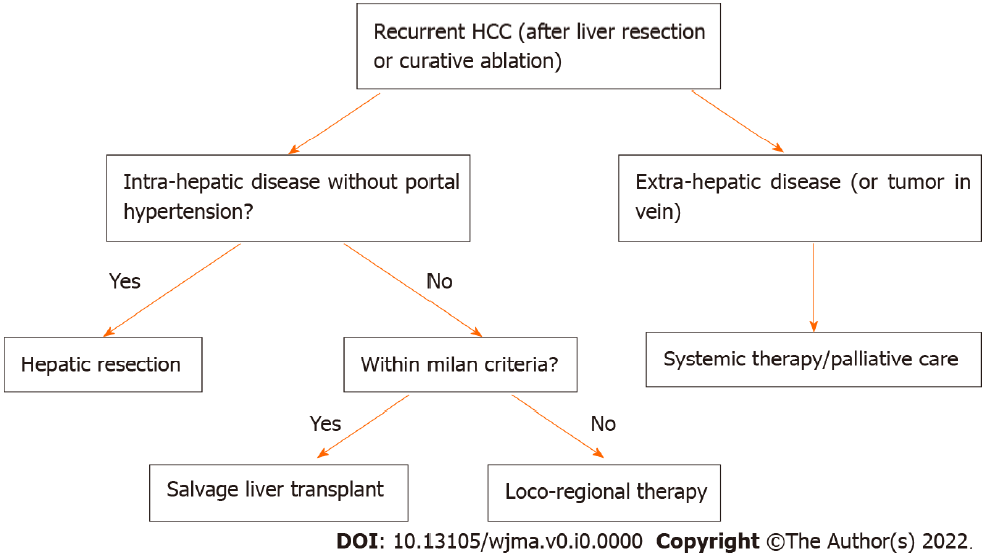 Recurrent HCC (after liver resection
or curative ablation)
Intra-hepatic disease without portal
hypertension?
Extra-hepatic disease (or tumor in
vein)
Yes
No
Hepatic resection
Within milan criteria?
Systemic therapy/palliative care
Yes
No
Salvage liver transplant
Loco-regional therapy
DOI: 10.13105/wjma.v0.i0.0000 Copyright ©The Author(s) 2022.